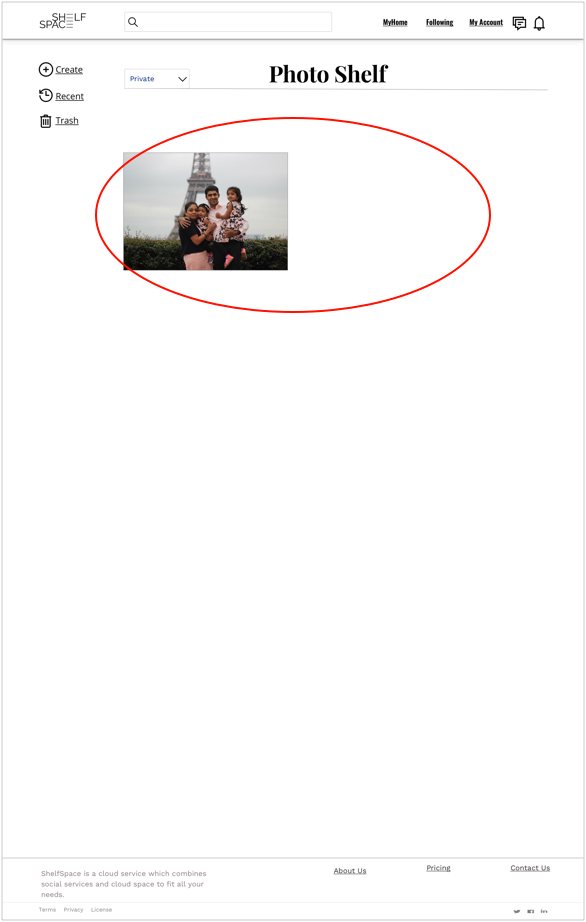 SHELF
SPACE
MyHome
Following
My Account
Create
Recent
Trash
Private
Photo Shelf
ShelfSpace is a cloud service which combines
social services and cloud space to fit all your
needs.
About Us
Pricing
Contact Us
Terms
Privacy
License